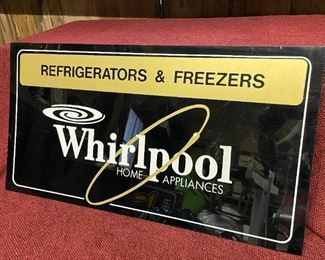 REFRIGERATORS & FREEZERS
Whirlpool
HOME APPLIANCES